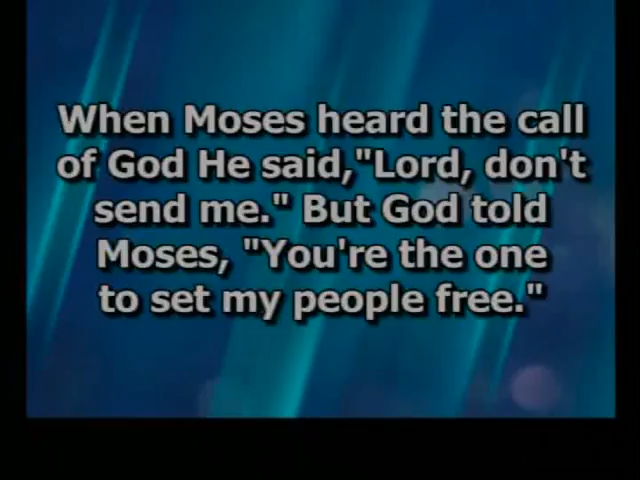 When Moses heard the call
of God He said,"Lord, don't
send me." But God told
Moses, "You're the one
to set my people free."